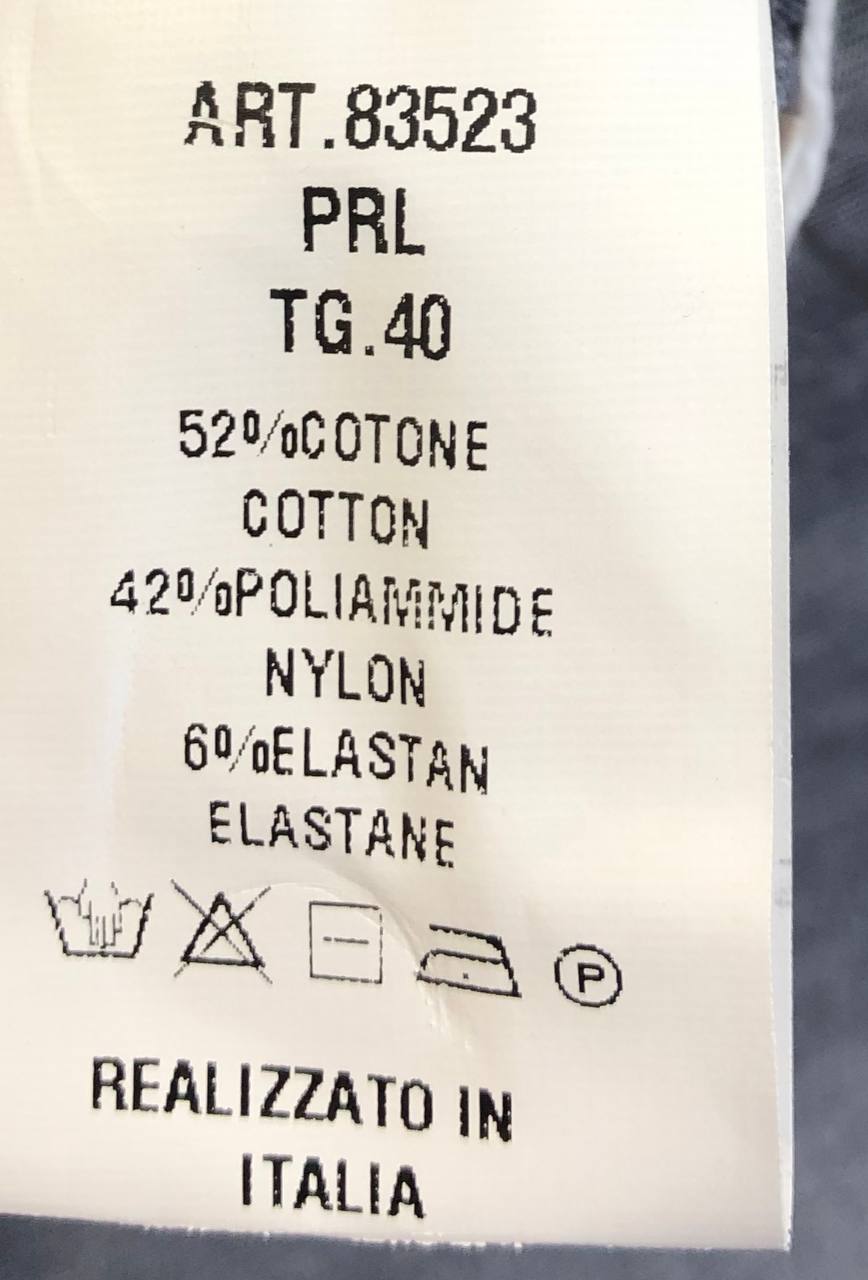 ART.83523
PRL
TG.40
52%COTONE
COTTON
42%POLIAMMIDE
NYLON
6%ELASTAN
ELASTANE
P
REALIZZATO IN
ITALIA